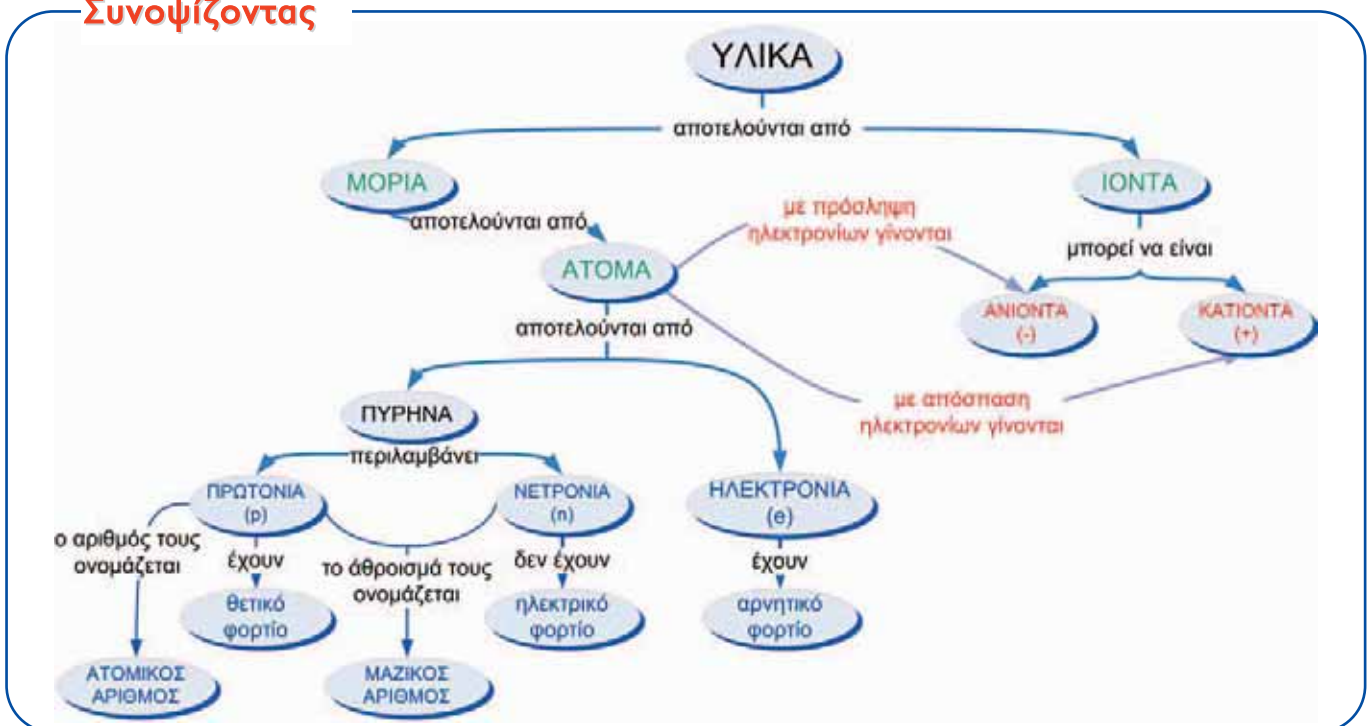 Συνοψίζοντας
ΥΛΙΚΑ
αποτελούνται από
ΜΟΡΙΑ
ΙΟΝΤΑ
αποτελούνται από
με πρόσληψη
ηλεκτρονίων γίνονται
μπορεί να είναι
ΑΤΟΜΑ
ΑΝΙΟΝΤΑ
(-)
ΚΑΤΙΟΝΤΑ
(+)
αποτελούνται από
με απόσπαση
ηλεκτρονίων γίνονται
ΠΥΡΗΝΑ
περιλαμβάνει
ΠΡΩΤΟΝΙΑ
(p)
ΝΕΤΡΟΝΙΑ
(n)
ΗΛΕΚΤΡΟΝΙΑ
(e)
ο αριθμός τους
ονομάζεται
έχουν
το άθροισμά τους
ονομάζεται
δεν έχουν
έχουν
θετικό
φορτίο
ηλεκτρικό
φορτίο
αρνητικό
φορτίο
ΑΤΟΜΙΚΟΣ
ΑΡΙΘΜΟΣ
ΜΑΖΙΚΟΣ
ΑΡΙΘΜΟΣ